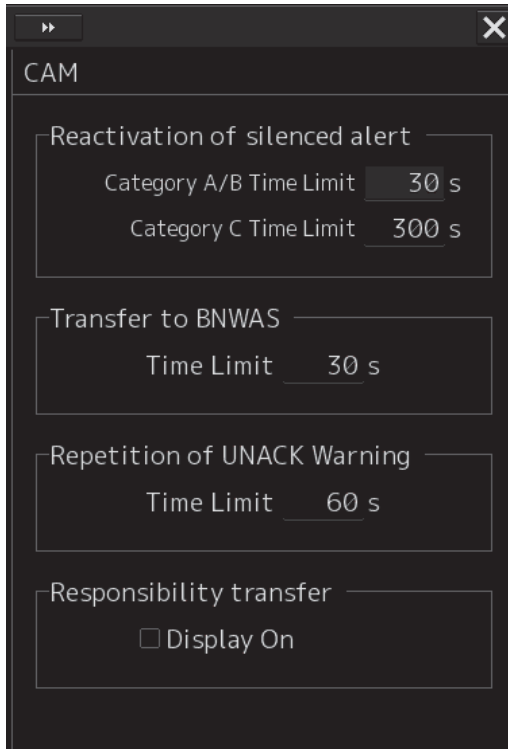 CAM
Reactivation of silenced alert
Category A/B Time Limit 30 s
Category C Time Limit 300 s
Transfer to BNWAS
Time Limit 30 s
Repetition of UNACK Warning
Time Limit 60 s
Responsibility transfer
Display On